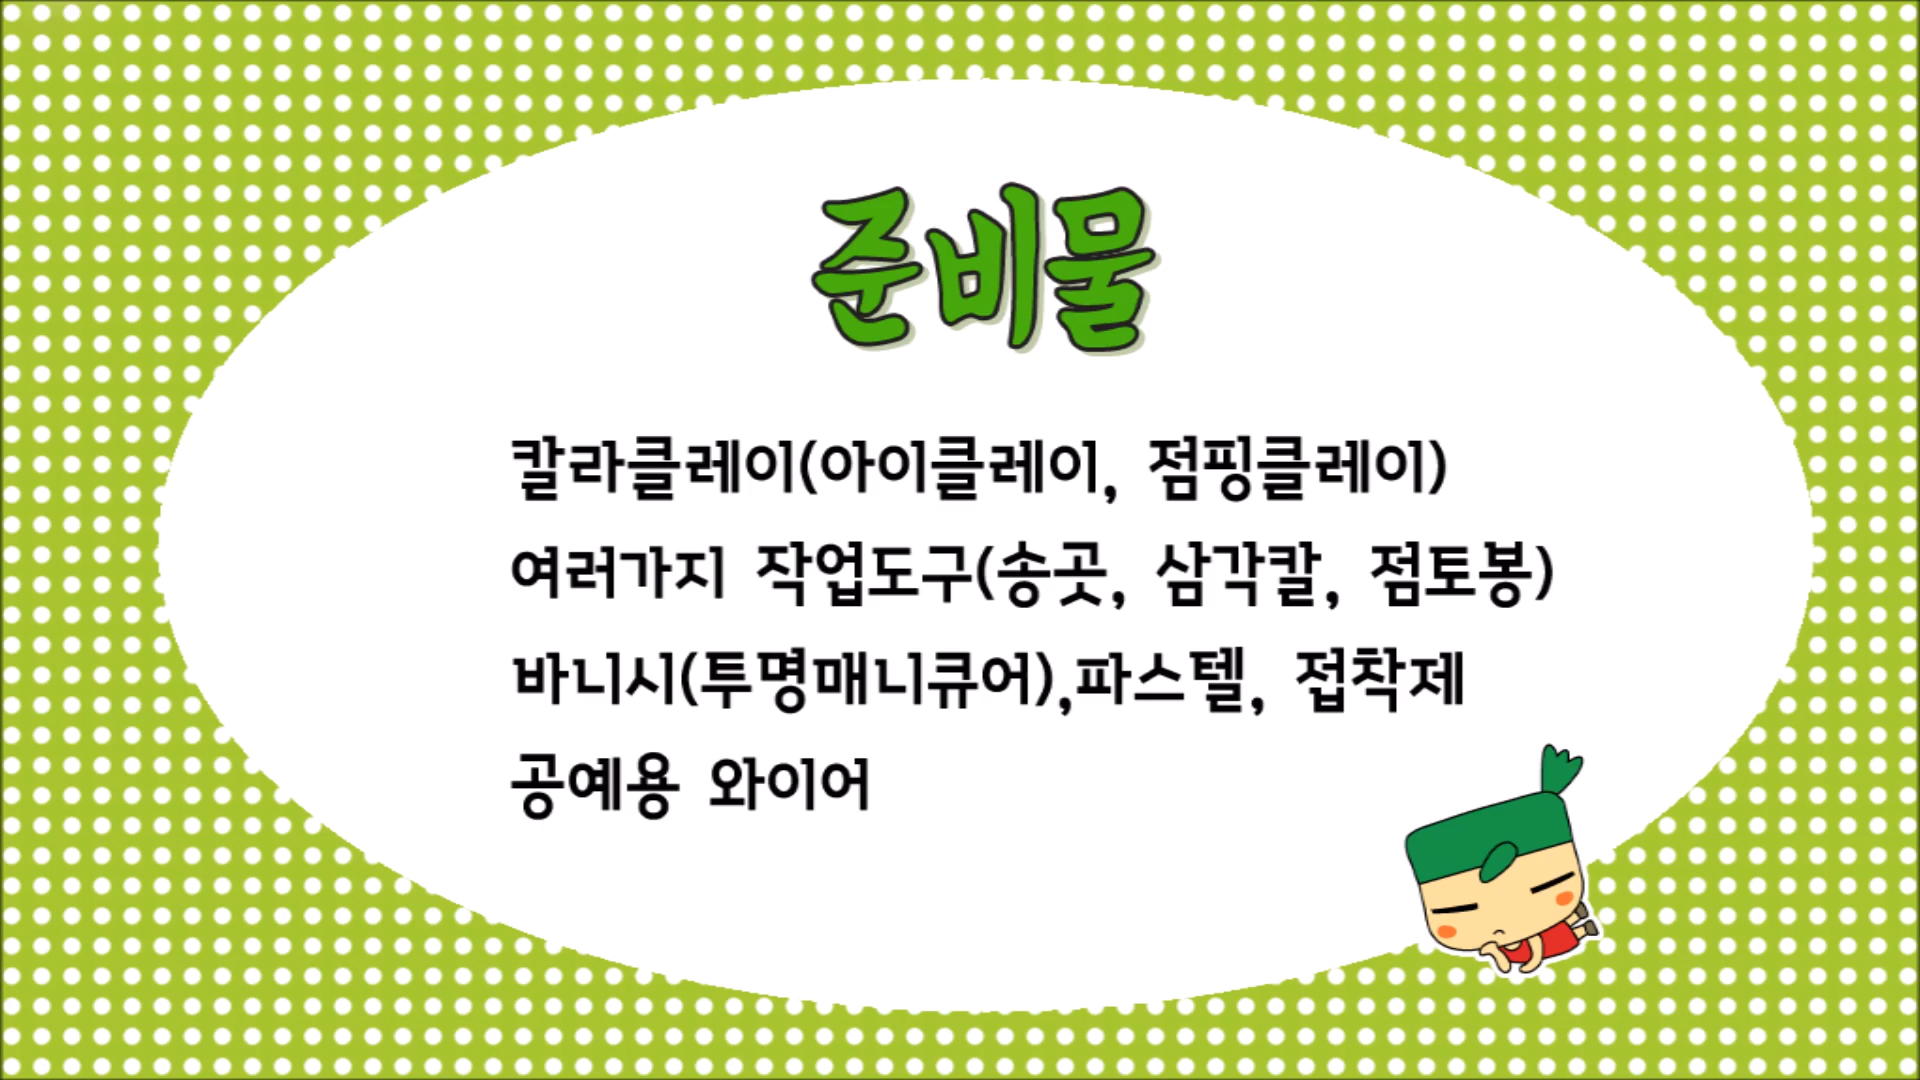 준비물
칼라클레이(아이클레이, 점핑클레이)
여러가지 작업도구(송곳, 삼각칼, 점토봉)
바니시(투명매니큐어),파스텔, 접착제
공예용 와이어